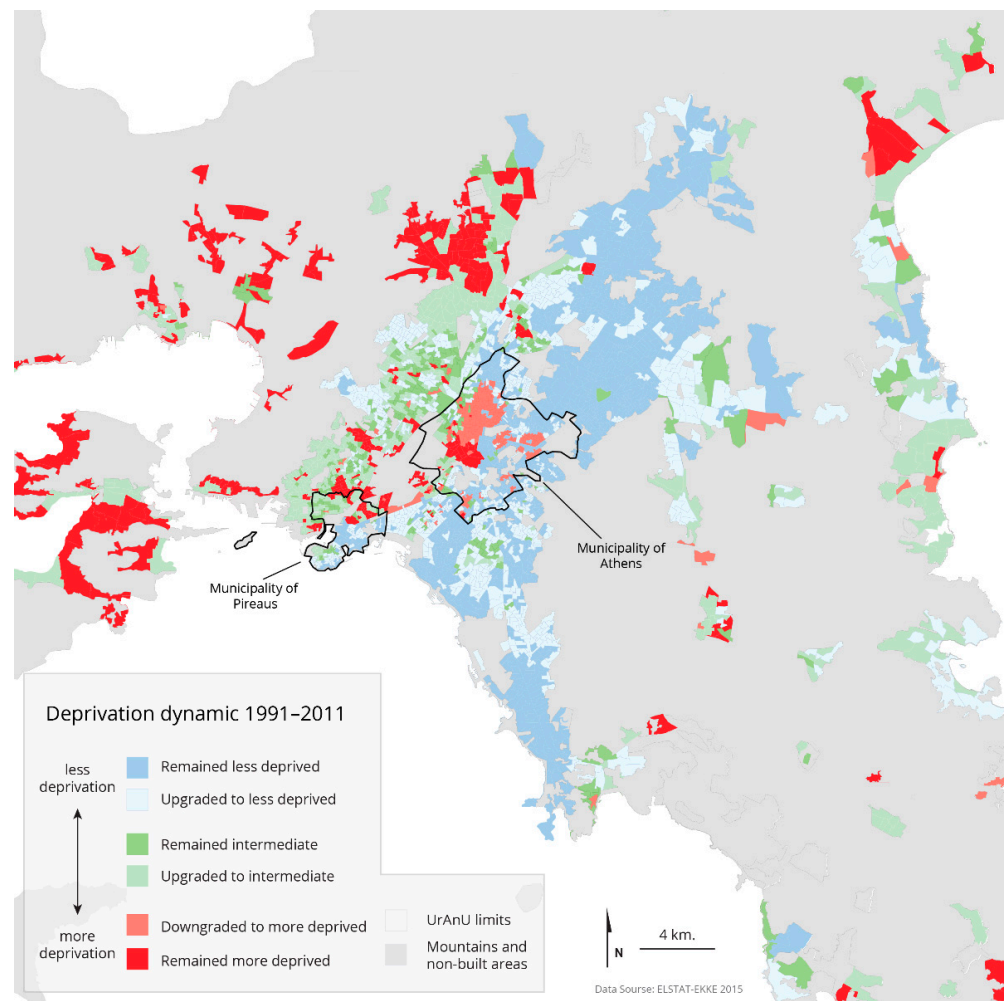 Municipality of
Athens
Municipality of
Pireaus
Deprivation dynamic 1991–2011
less
deprivation
more
deprivation
Remained less deprived
Upgraded to less deprived
Remained intermediate
Upgraded to intermediate
Downgraded to more deprived
Remained more deprived
UrAnU limits
Mountains and
non-built areas
N
4 km.
Data Sourse: ELSTAT-EKKE 2015